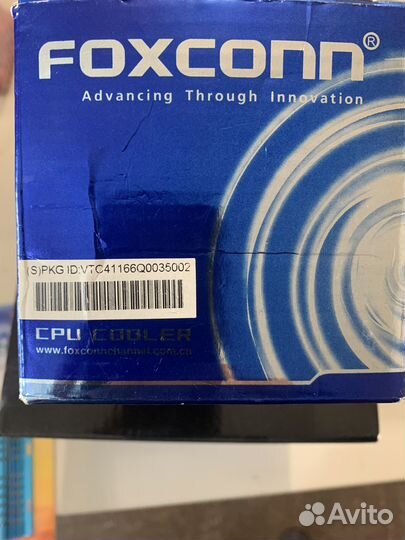 FOXCONN®
Advancing Through Innovation
(S)PKG ID:VTC41166Q0035002
CPU COOLER
www.foxconnchannel.com.cn
Avito